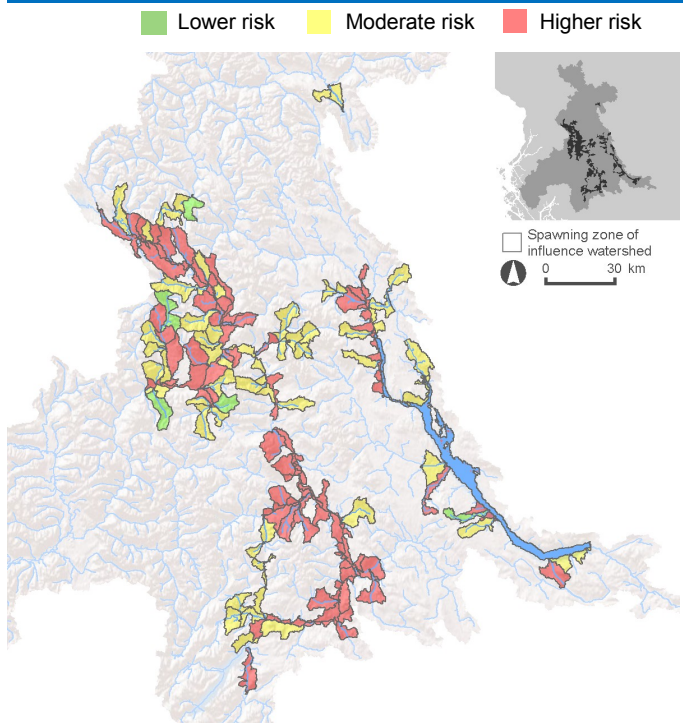 Lower risk Moderate risk Higher risk
Spawning zone of
influence watershed
0 30 km